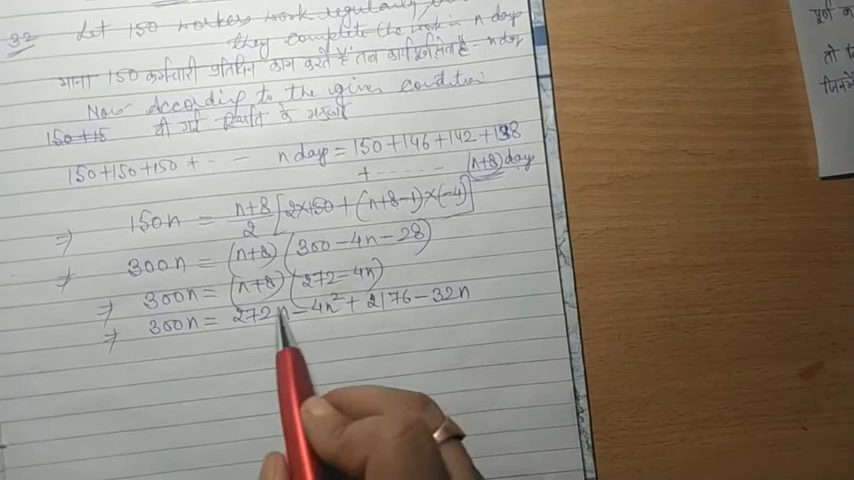 32 Let 150 workers work regularly,
they complete the work = n day
माना 150 कर्मचारी प्रतिदिन काम करते हैं तब कार्य पूर्ण होता है = n day
Now According to the given condition
150+15 दी गई स्थिति के अनुसार
150+150+150+ - - - n days = 150+146+142+138
+ ------ (n+8) day
⇒ 150n = n+8/2 [2×150 + (n+8-1)×(-4)]
⇒ 300n = (n+8) (300-4n-28)
⇒ 300n = (n+8) (272-4n)
⇒ 300n = 272n-4n²+2176-32n
पूर्ण
तो